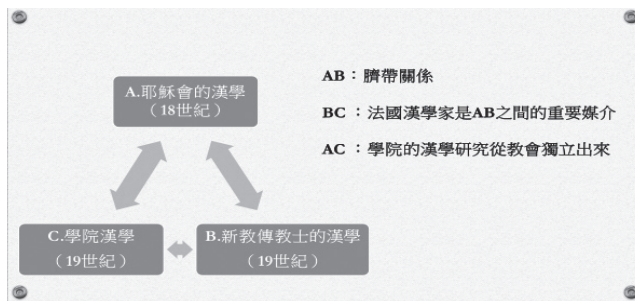 A.耶穌會的漢學
（18世紀）
AB：臍帶關係
BC：法國漢學家是AB之間的重要媒介
AC：學院的漢學研究從教會獨立出來
C.學院漢學
（19世紀）
B.新教傳教士的漢學
（19世紀）